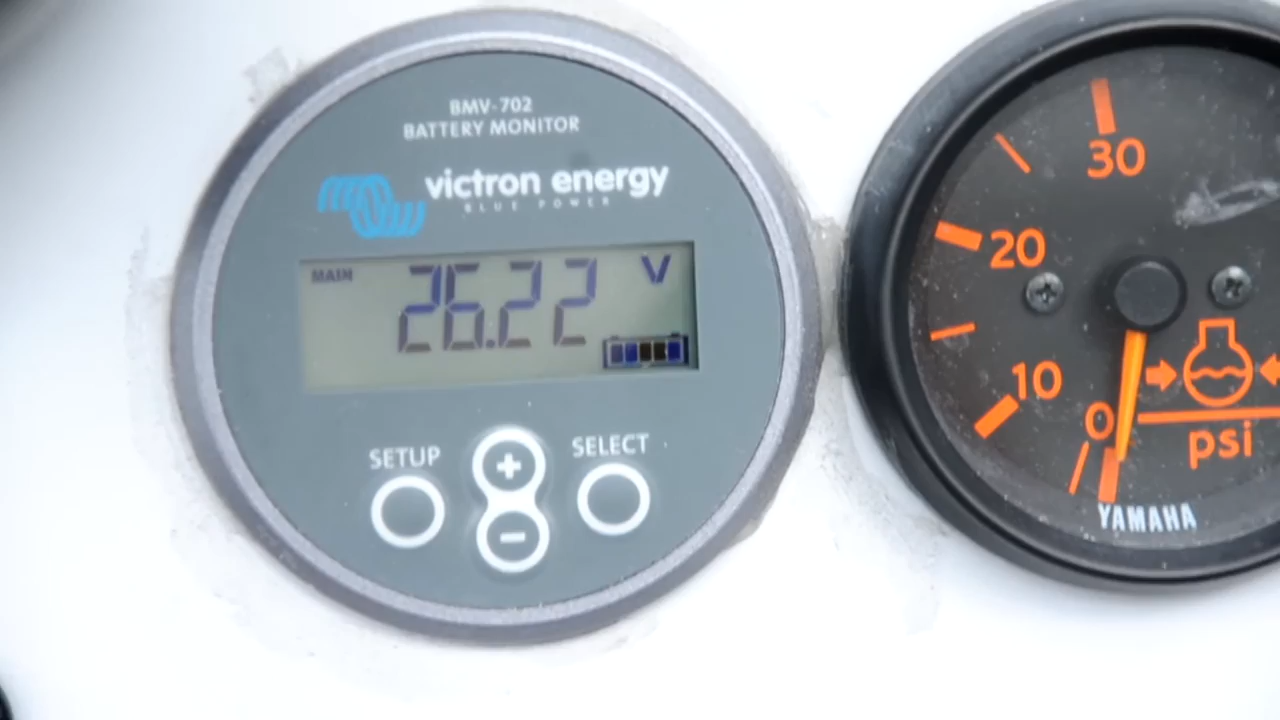 BMV-702
BATTERY MONITOR
victron energy
BLUE POWER
MAIN
26.22 V
SETUP
+
SELECT
-
30
20
10
0
psi
YAMAHA